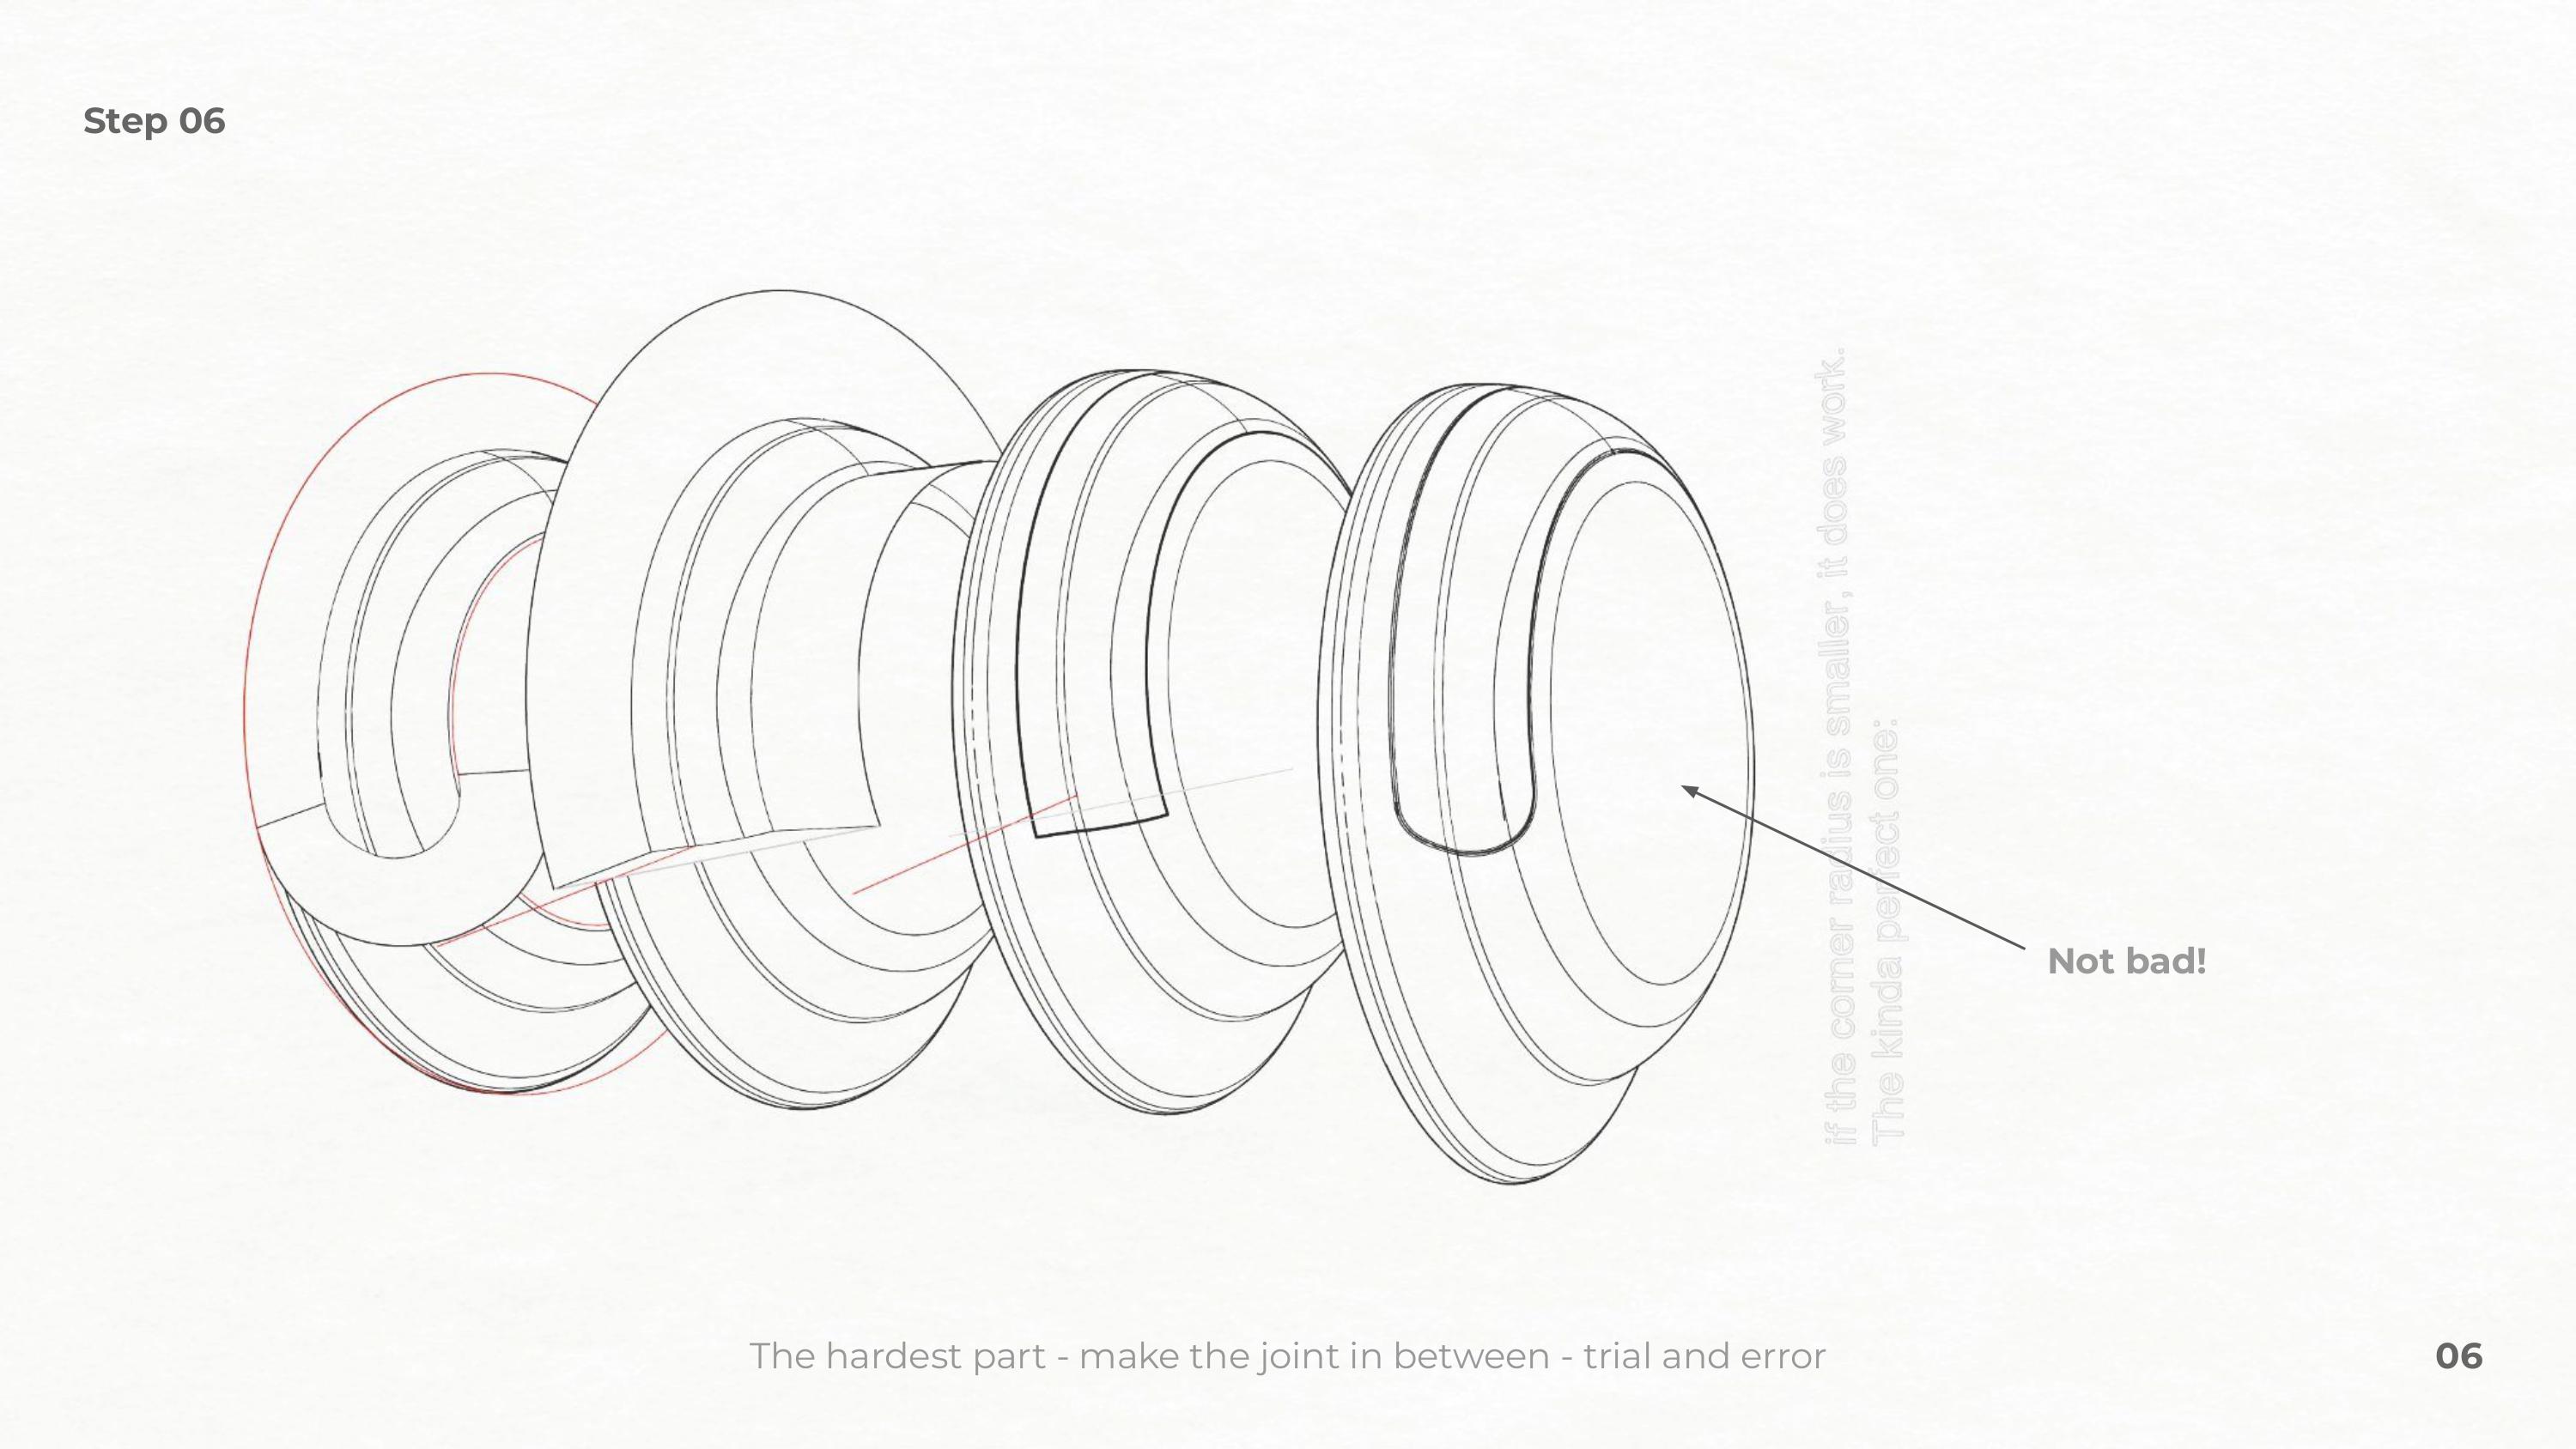 Step 06
if the corner radius is smaller, it does work.
The kinda perfect one:
Not bad!
The hardest part - make the joint in between - trial and error
06